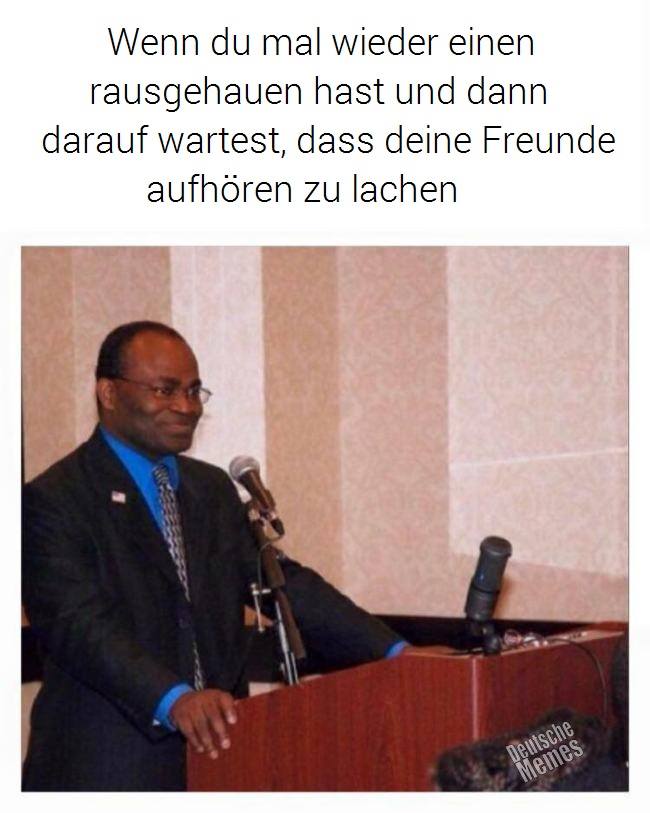 Wenn du mal wieder einen
rausgehauen hast und dann
darauf wartest, dass deine Freunde
aufhören zu lachen
Deutsche
Memes